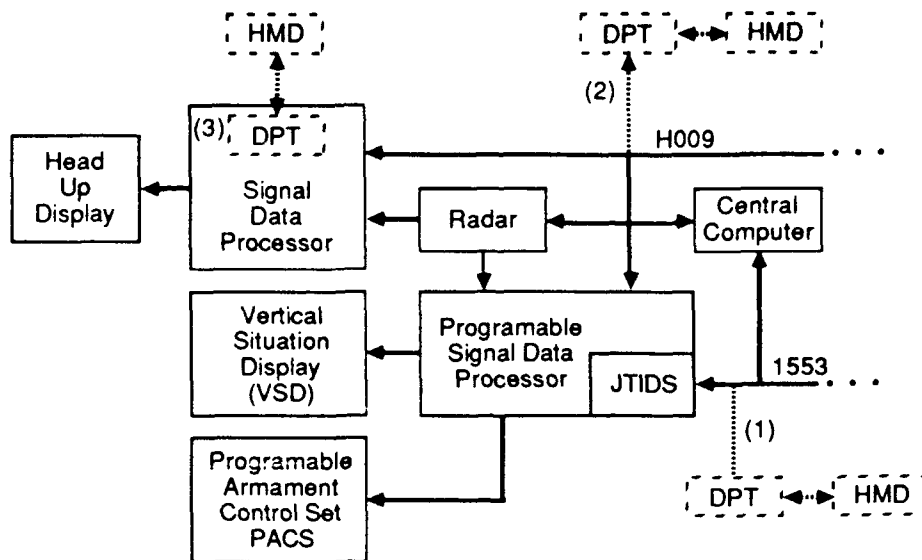 HMD
DPT
HMD
(2)
(3)
DPT
H009
Head
Up
Display
Signal
Data
Processor
Radar
Central
Computer
Vertical
Situation
Display
(VSD)
Programable
Signal Data
Processor
JTIDS
1553
(1)
Programable
Armament
Control Set
PACS
DPT
HMD